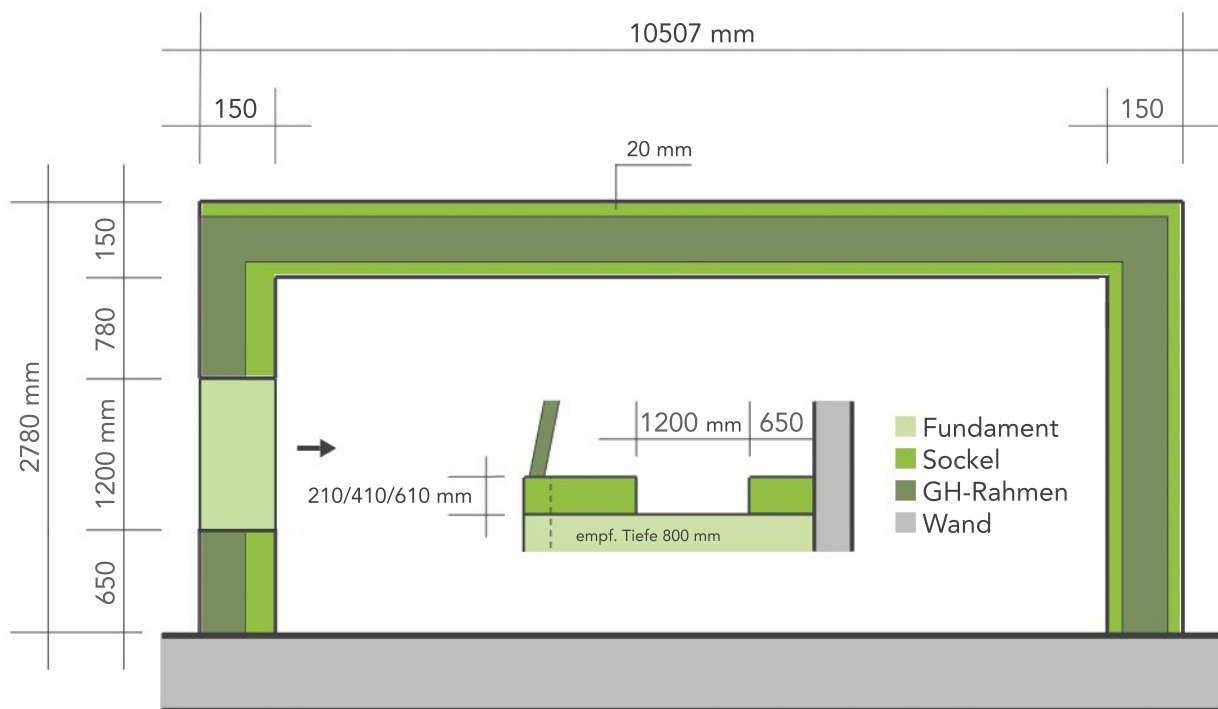 10507 mm
150
150
20 mm
150
780
2780 mm
1200 mm
650
1200 mm
650
210/410/610 mm
empf. Tiefe 800 mm
Fundament
Sockel
GH-Rahmen
Wand